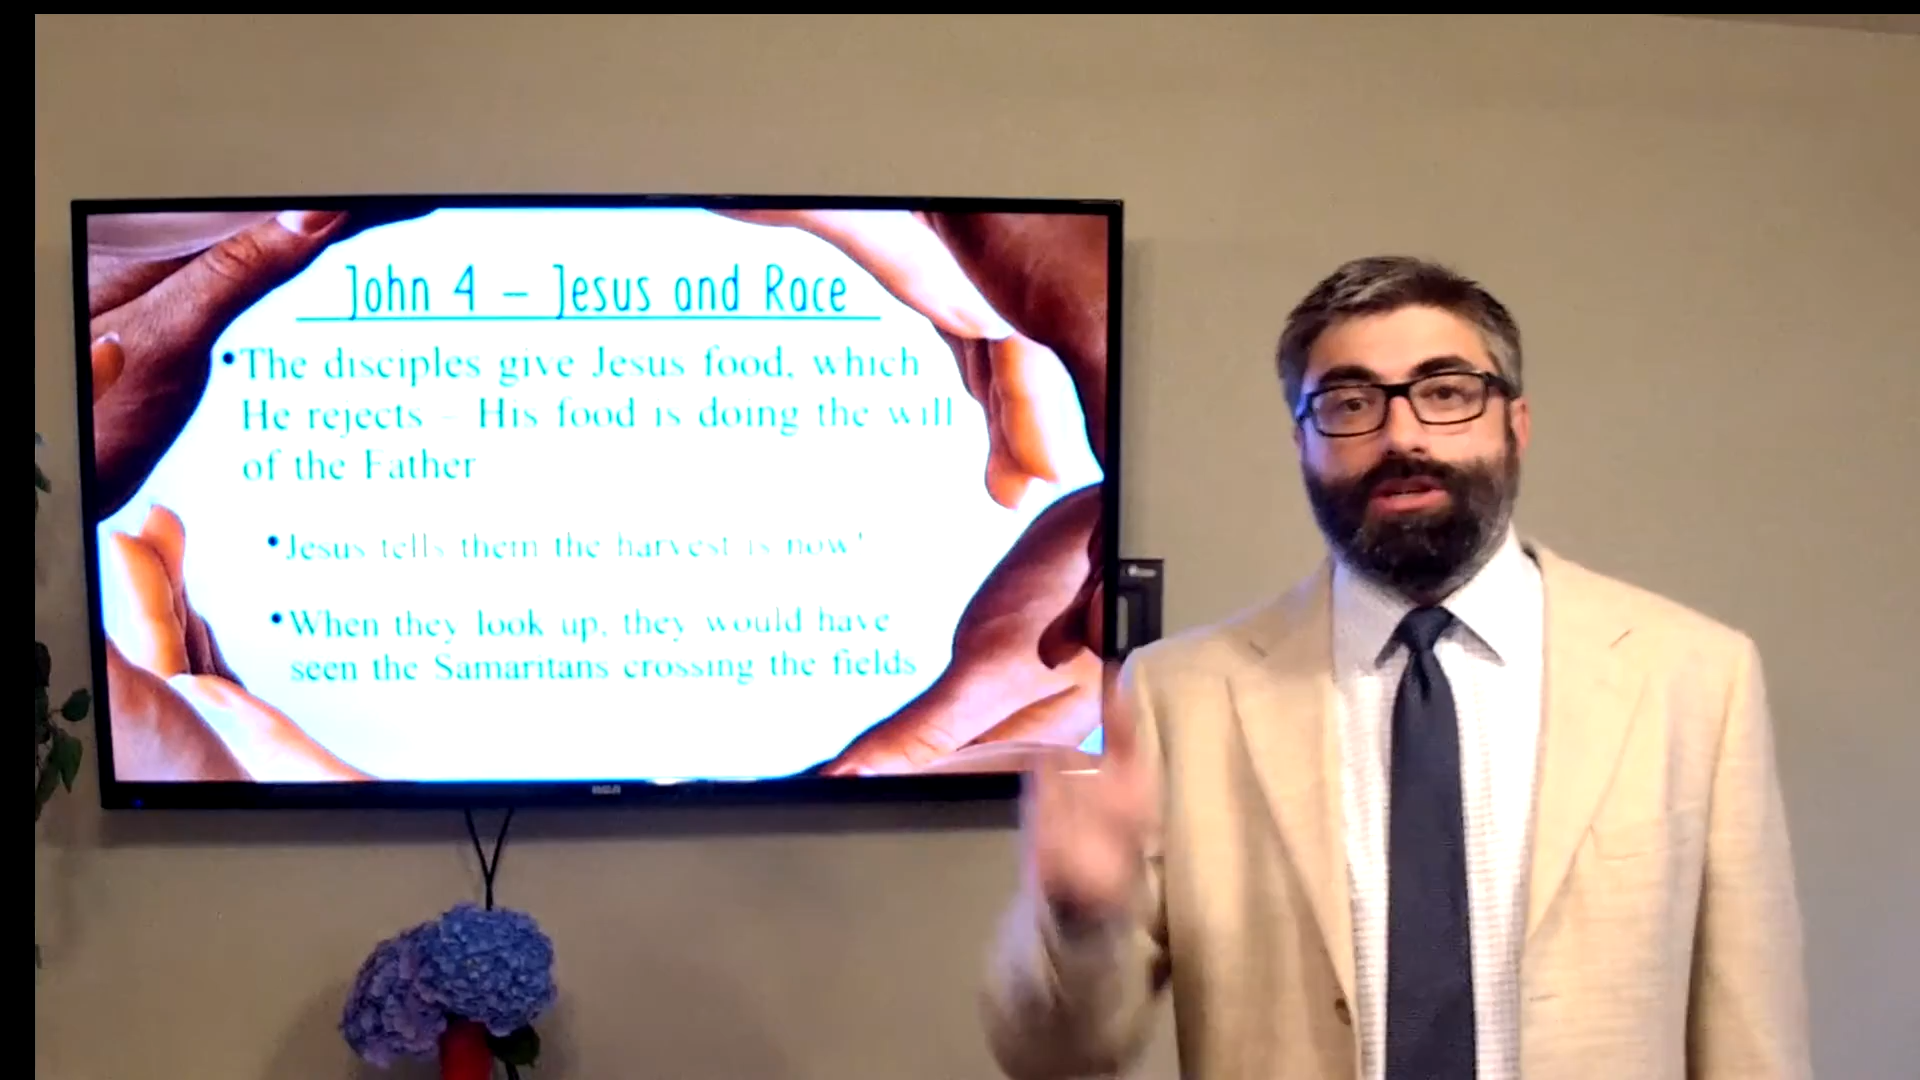 John 4 – Jesus and Race
•The disciples give Jesus food, which
He rejects – His food is doing the will
of the Father
•Jesus tells them the harvest is now!
•When they look up, they would have
seen the Samaritans crossing the fields
RCA